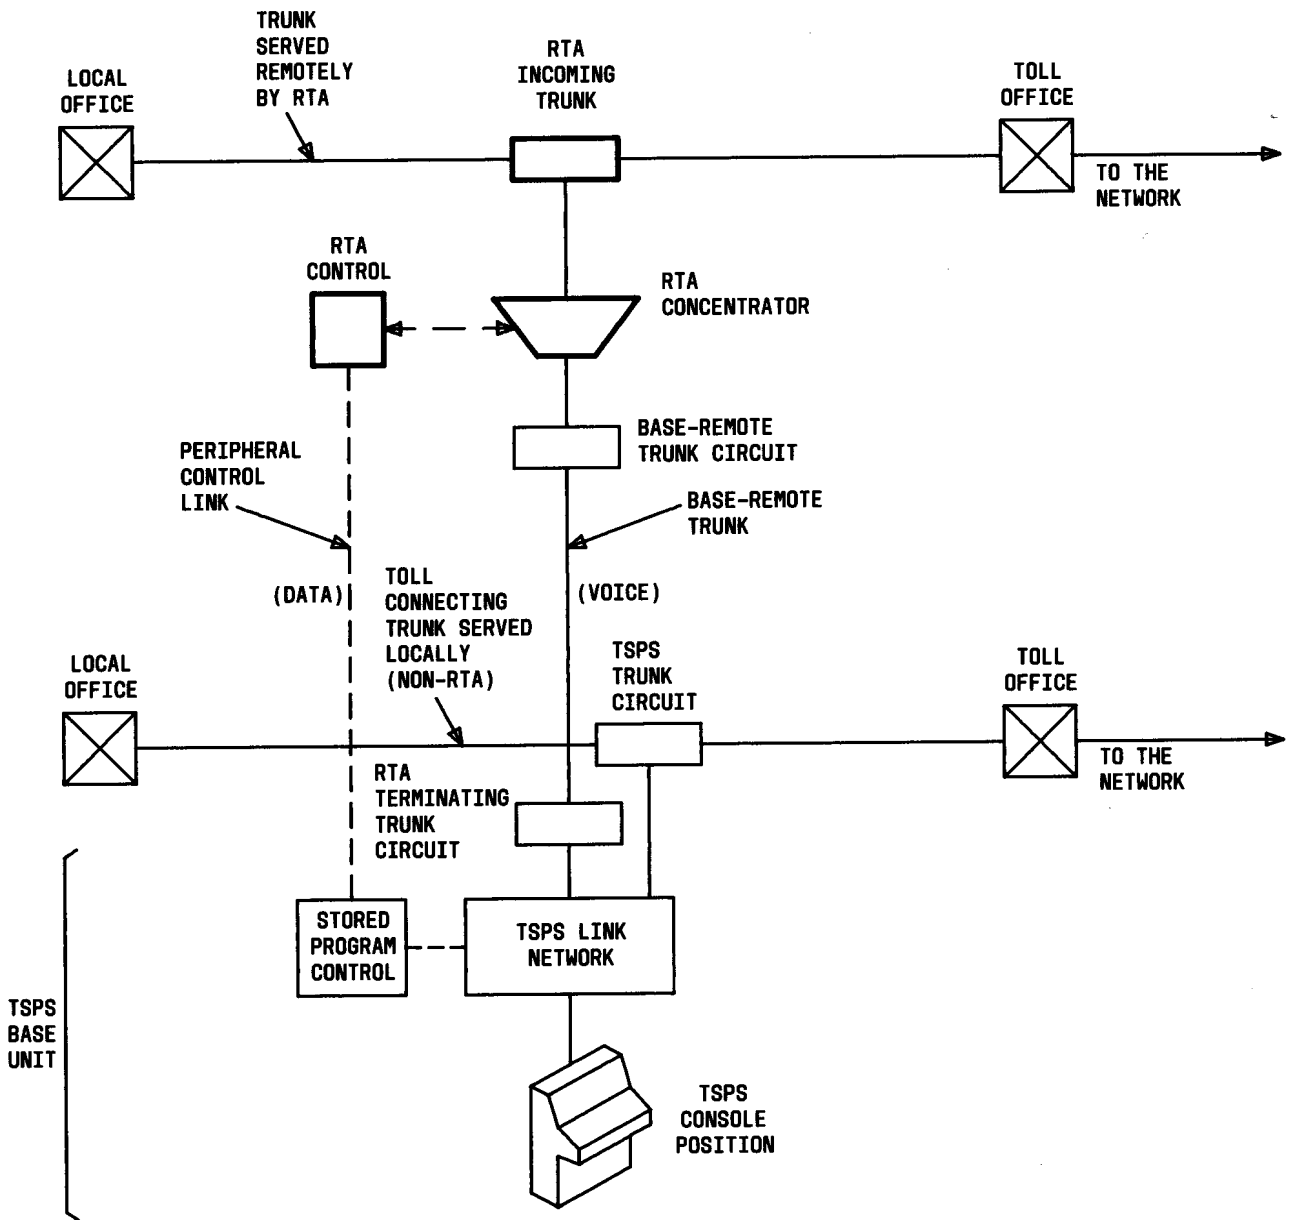 TRUNK
SERVED
REMOTELY
BY RTA
RTA
INCOMING
TRUNK
LOCAL
OFFICE
TOLL
OFFICE
TO THE
NETWORK
RTA
CONTROL
RTA
CONCENTRATOR
BASE-REMOTE
TRUNK CIRCUIT
PERIPHERAL
CONTROL
LINK
BASE-REMOTE
TRUNK
(DATA)
TOLL
CONNECTING
TRUNK SERVED
LOCALLY
(NON-RTA)
(VOICE)
TSPS
TRUNK
CIRCUIT
LOCAL
OFFICE
TOLL
OFFICE
TO THE
NETWORK
RTA
TERMINATING
TRUNK
CIRCUIT
STORED
PROGRAM
CONTROL
TSPS LINK
NETWORK
TSPS
BASE
UNIT
TSPS
CONSOLE
POSITION